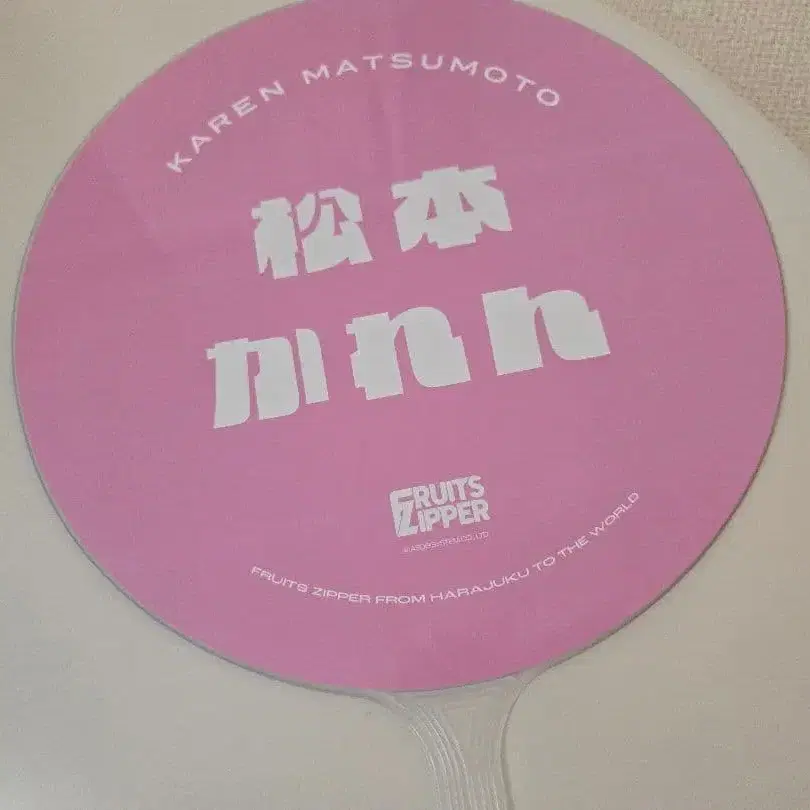 KAREN MATSUMOTO
松本
かれん
FRUITS
ZIPPER
FRUITS ZIPPER FROM HARAJUKU TO THE WORLD